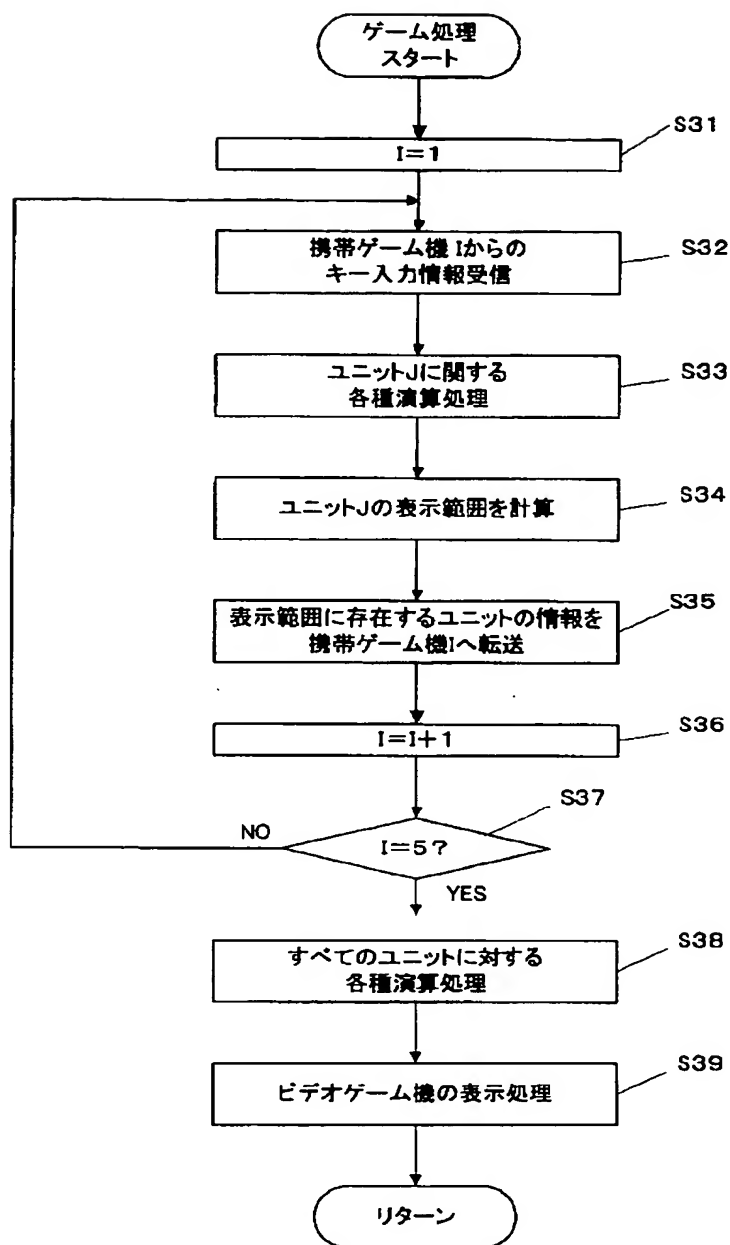 ゲーム処理
スタート
S31
I=1
S32
携帯ゲーム機Iからの
キー入力情報受信
S33
ユニットJに関する
各種演算処理
S34
ユニットJの表示範囲を計算
S35
表示範囲に存在するユニットの情報を
携帯ゲーム機Iへ転送
S36
I=I+1
S37
NO
I=5?
YES
S38
すべてのユニットに対する
各種演算処理
S39
ビデオゲーム機の表示処理
リターン